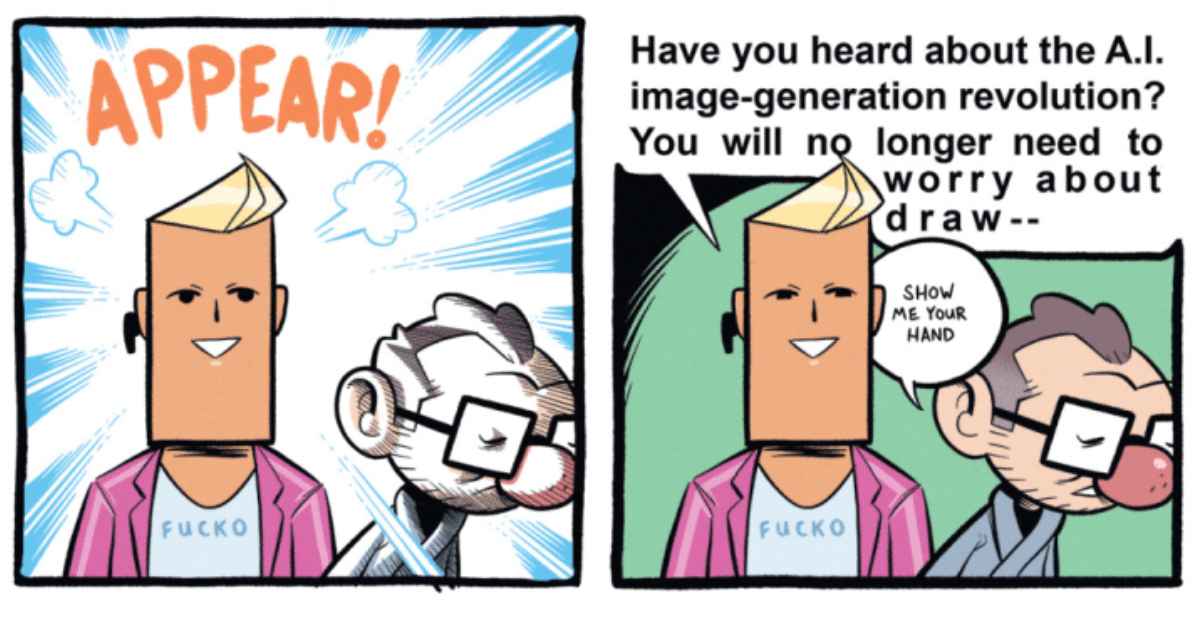 APPEAR!
FUCKO
Have you heard about the A.I.
image-generation revolution?
You will no longer need to
worry about
draw--
SHOW
ME YOUR
HAND
FUCKO